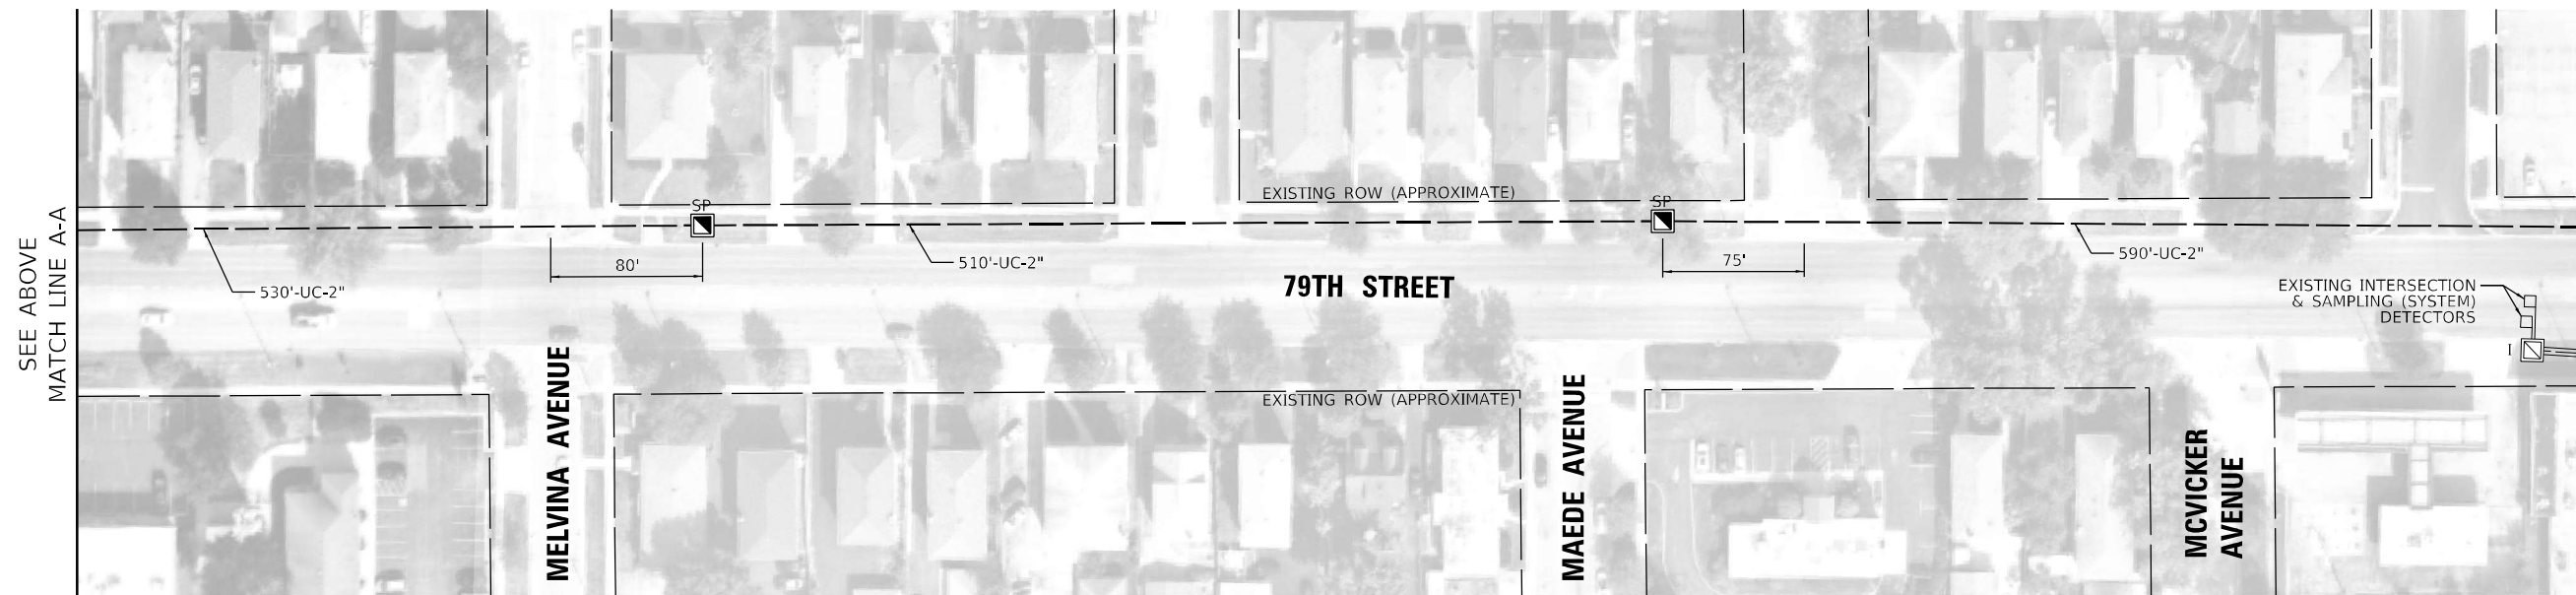 SEE ABOVE
MATCH LINE A-A
530'-UC-2"
80'
SP
510'-UC-2"
EXISTING ROW (APPROXIMATE)
79TH STREET
SP
75'
590'-UC-2"
EXISTING INTERSECTION
& SAMPLING (SYSTEM)
DETECTORS
I
MELVINA AVENUE
EXISTING ROW (APPROXIMATE)
MAEDE AVENUE
MCVICKER
AVENUE